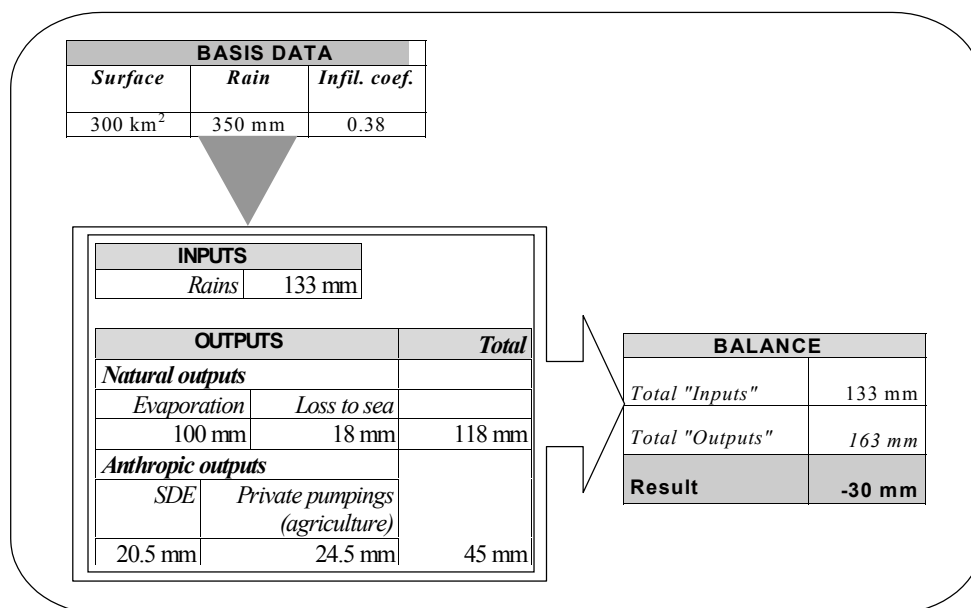 BASIS DATA
Surface Rain Infil. coef.
300 km² 350 mm 0.38
INPUTS
Rains 133 mm
OUTPUTS Total
Natural outputs
Evaporation Loss to sea
100 mm 18 mm 118 mm
Anthropic outputs
SDE Private pumpings
(agriculture)
20.5 mm 24.5 mm 45 mm
BALANCE
Total "Inputs" 133 mm
Total "Outputs" 163 mm
Result -30 mm